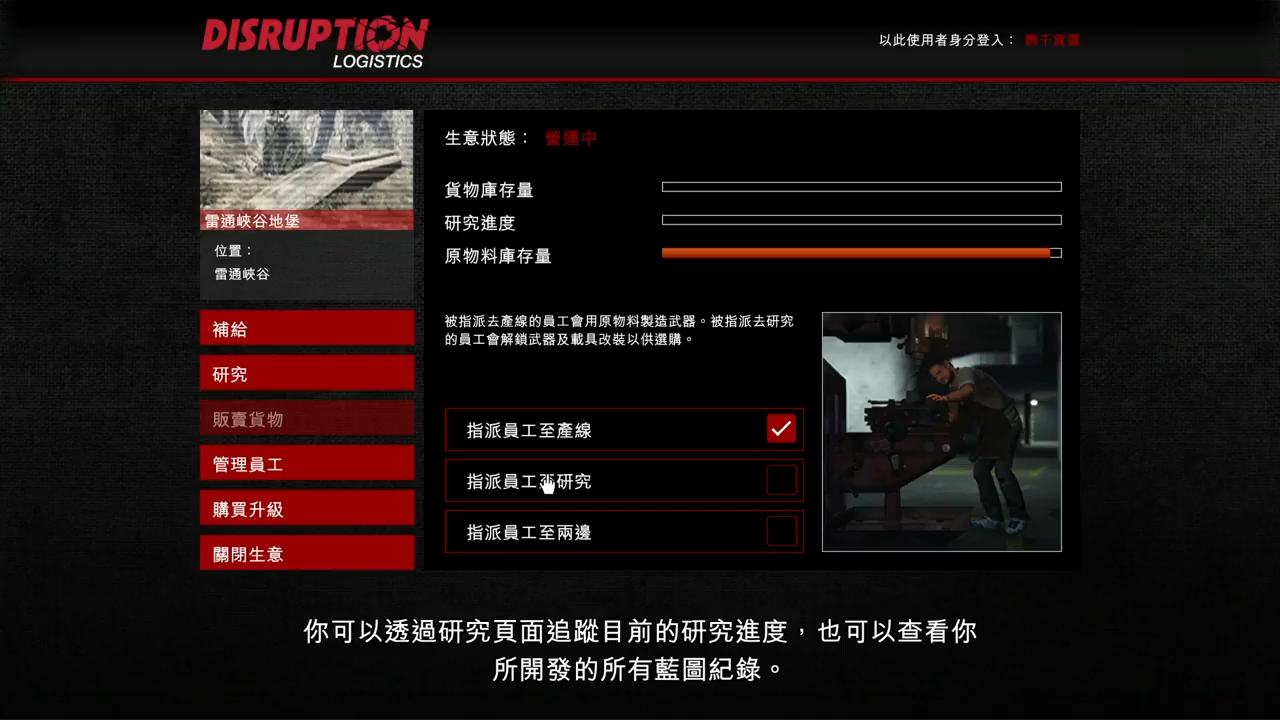 DISRUPTION
LOGISTICS
以此使用者身分登入：
雷通峽谷地堡
位置：
雷通峽谷
補給
研究
販賣貨物
管理員工
購買升級
關閉生意
生意狀態： 營運中
貨物庫存量
研究進度
原物料庫存量
被指派去產線的員工會用原物料製造武器。被指派去研究
的員工會解鎖武器及載具改裝以供選購。
指派員工至產線
指派員工至研究
指派員工至兩邊
你可以透過研究頁面追蹤目前的研究進度，也可以查看你
所開發的所有藍圖紀錄。